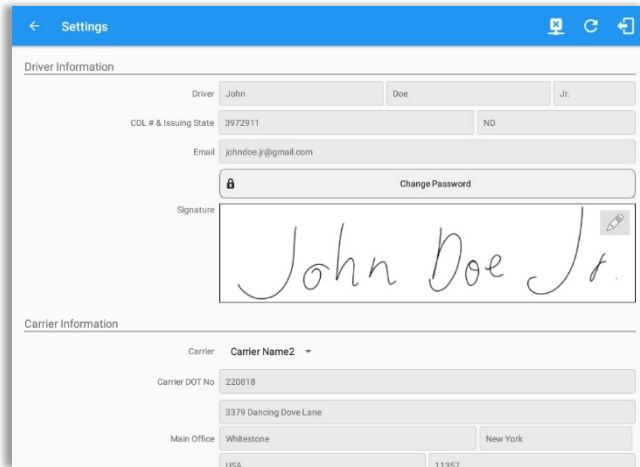 Settings
Driver Information
Driver John Doe Jr.
CDL # & Issuing State 3972911 ND
Email johndoe.jr@gmail.com
Change Password
Signature John Doe Jr.
Carrier Information
Carrier Carrier Name2
Carrier DOT No 220818
3379 Dancing Dove Lane
Main Office Whitestone New York
USA 11357